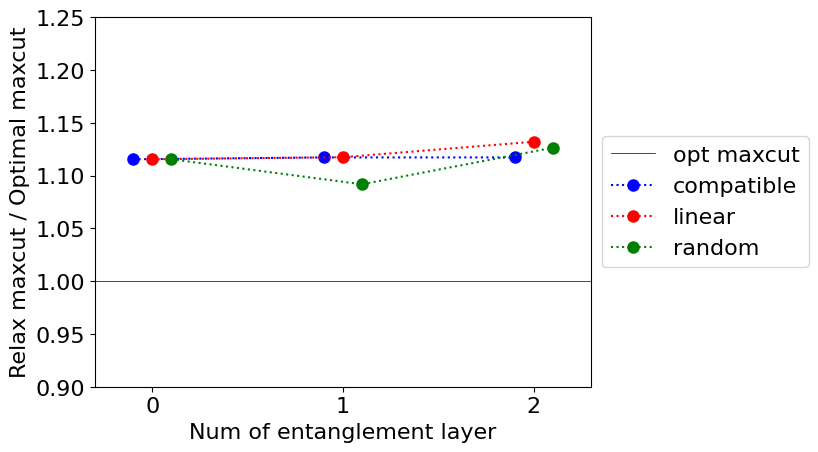 Relax maxcut / Optimal maxcut
1.25
1.20
1.15
1.10
1.05
1.00
0.95
0.90
0
1
2
Num of entanglement layer
opt maxcut
compatible
linear
random